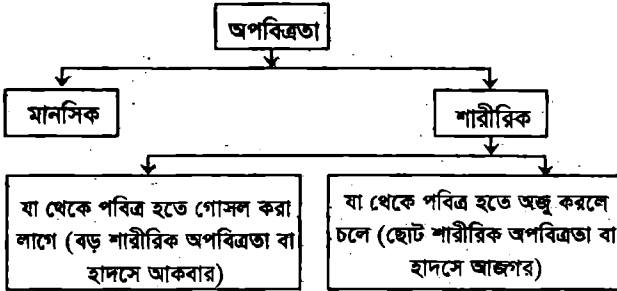 অপবিত্রতা
মানসিক
শারীরিক
যা থেকে পবিত্র হতে গোসল করা
লাগে (বড় শারীরিক অপবিত্রতা বা
হাদসে আকবার)
যা থেকে পবিত্র হতে অজু করলে
চলে (ছোট শারীরিক অপবিত্রতা বা
হাদসে আজগর)